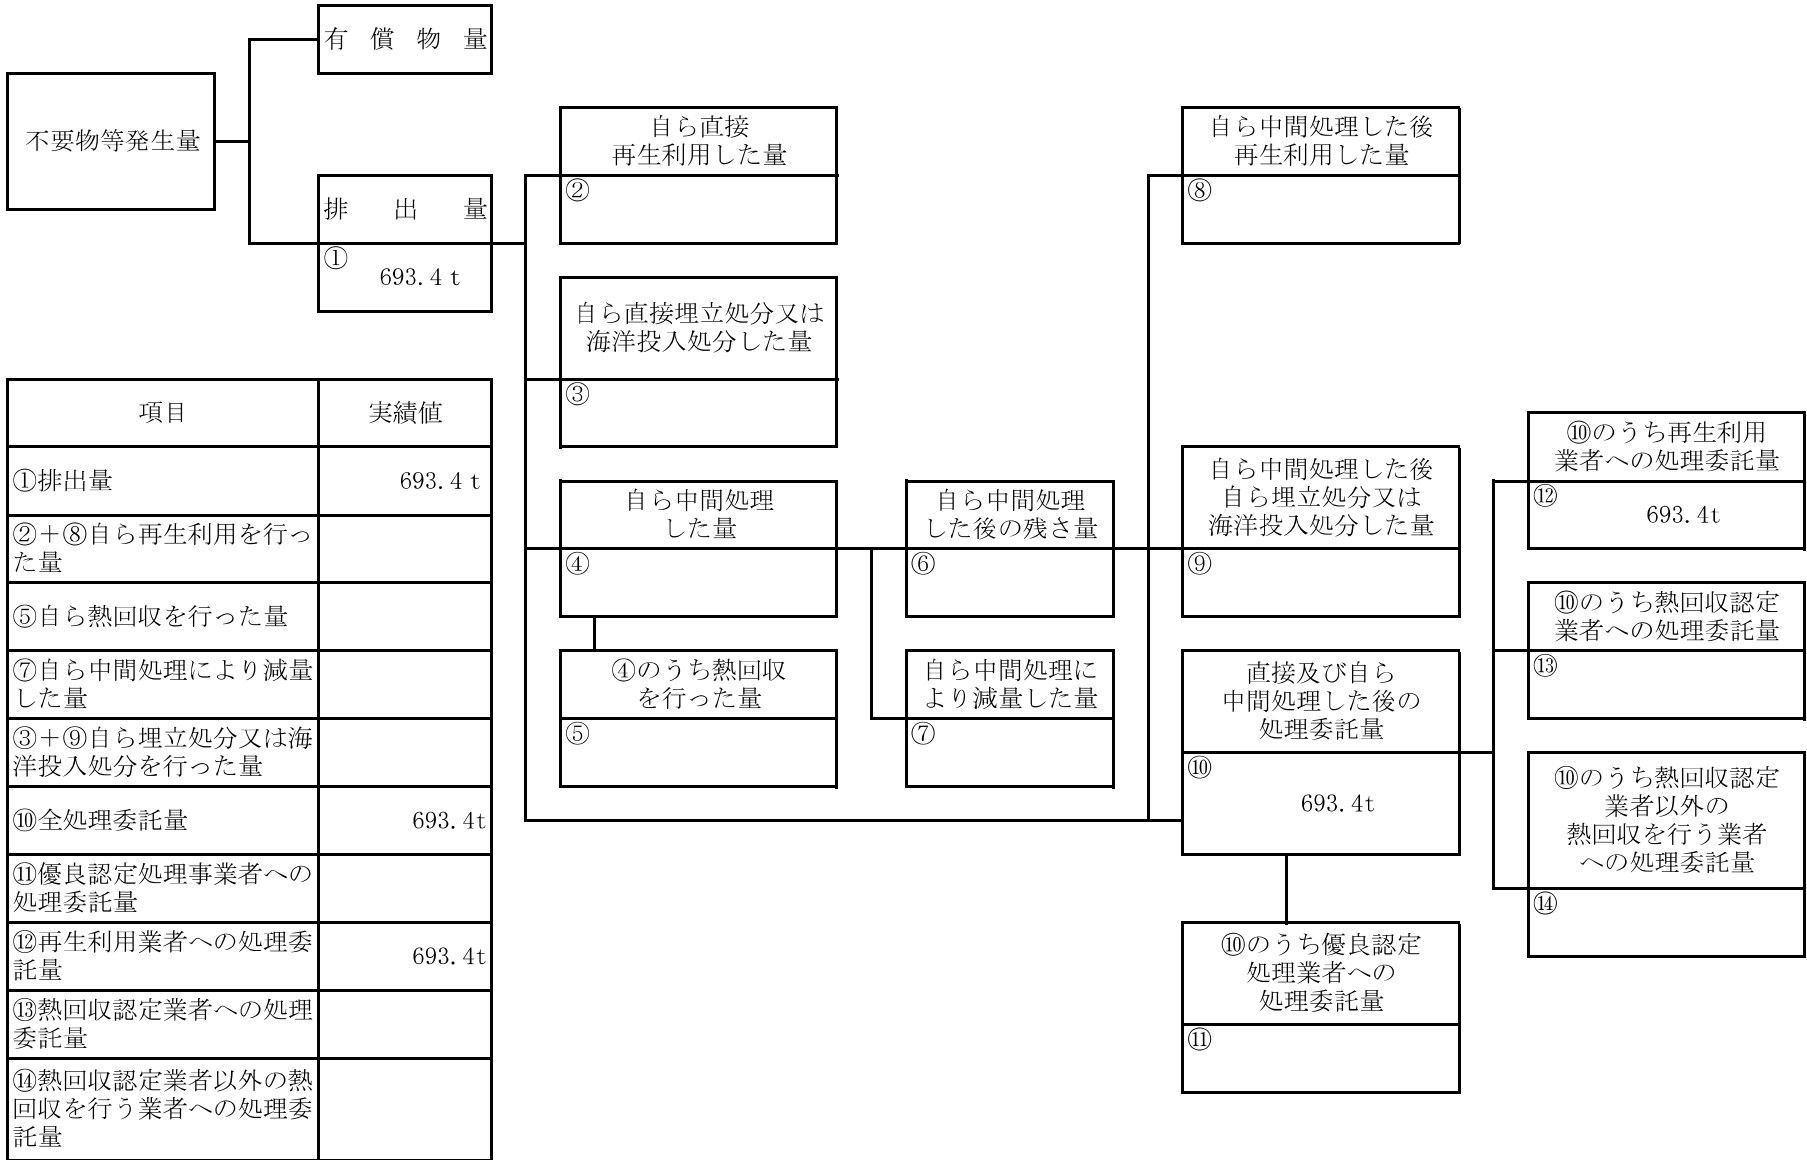 有償物量
不要物等発生量
排出量
①
693.4 t
自ら直接
再生利用した量
②
自ら直接埋立処分又は
海洋投入処分した量
③
自ら中間処理
した量
④
④のうち熱回収
を行った量
⑤
自ら中間処理
した後の残さ量
⑥
自ら中間処理に
より減量した量
⑦
自ら中間処理した後
再生利用した量
⑧
自ら中間処理した後
自ら埋立処分又は
海洋投入処分した量
⑨
直接及び自ら
中間処理した後の
処理委託量
⑩
693.4t
⑩のうち優良認定
処理業者への
処理委託量
⑪
⑩のうち再生利用
業者への処理委託量
⑫
693.4t
⑩のうち熱回収認定
業者への処理委託量
⑬
⑩のうち熱回収認定
業者以外の
熱回収を行う業者
への処理委託量
⑭
項目 実績値
①排出量 693.4 t
②+⑧自ら再生利用を行っ
た量
⑤自ら熱回収を行った量
⑦自ら中間処理により減量
した量
③+⑨自ら埋立処分又は海
洋投入処分を行った量
⑩全処理委託量 693.4t
⑪優良認定処理事業者への
処理委託量
⑫再生利用業者への処理委
託量 693.4t
⑬熱回収認定業者への処理
委託量
⑭熱回収認定業者以外の熱
回収を行う業者への処理委
託量